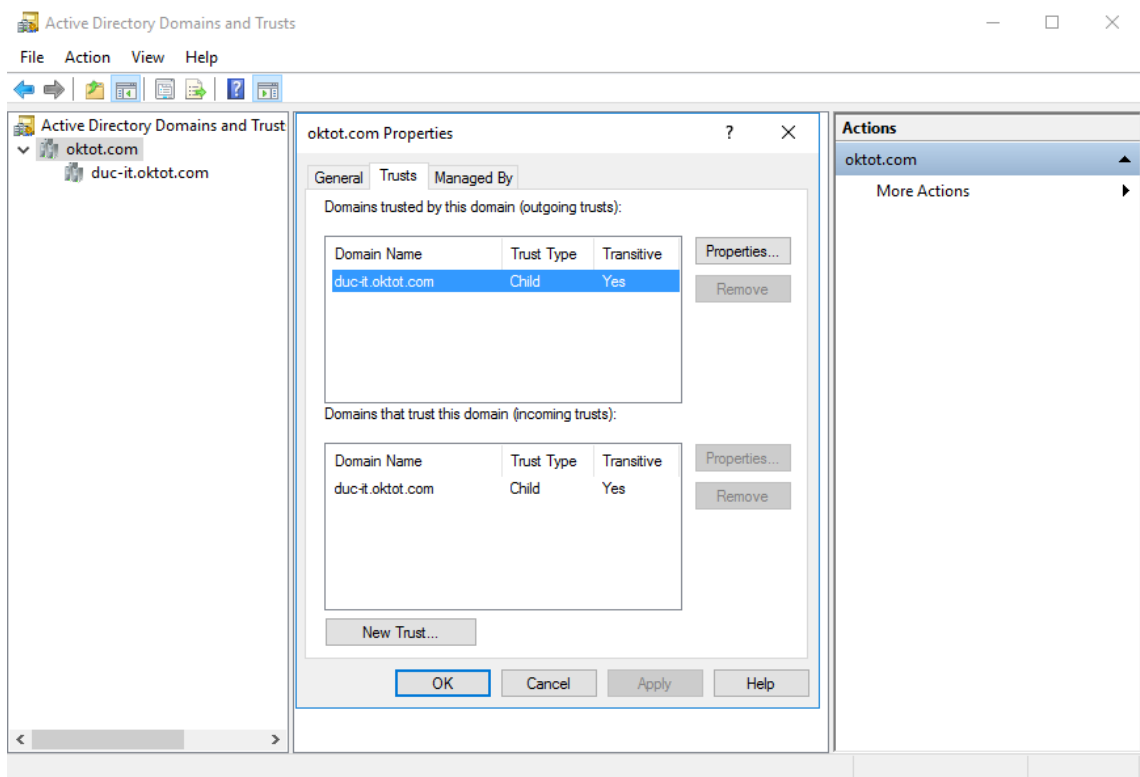 Active Directory Domains and Trusts
File Action View Help
Active Directory Domains and Trust
oktot.com
duc-it.oktot.com
oktot.com Properties
? 
General Trusts Managed By
Domains trusted by this domain (outgoing trusts):
Domain Name Trust Type Transitive
duc-it.oktot.com Child Yes
Properties...
Remove
Domains that trust this domain (incoming trusts):
Domain Name Trust Type Transitive
duc-it.oktot.com Child Yes
Properties...
Remove
New Trust...
OK Cancel Apply Help
Actions
oktot.com
More Actions